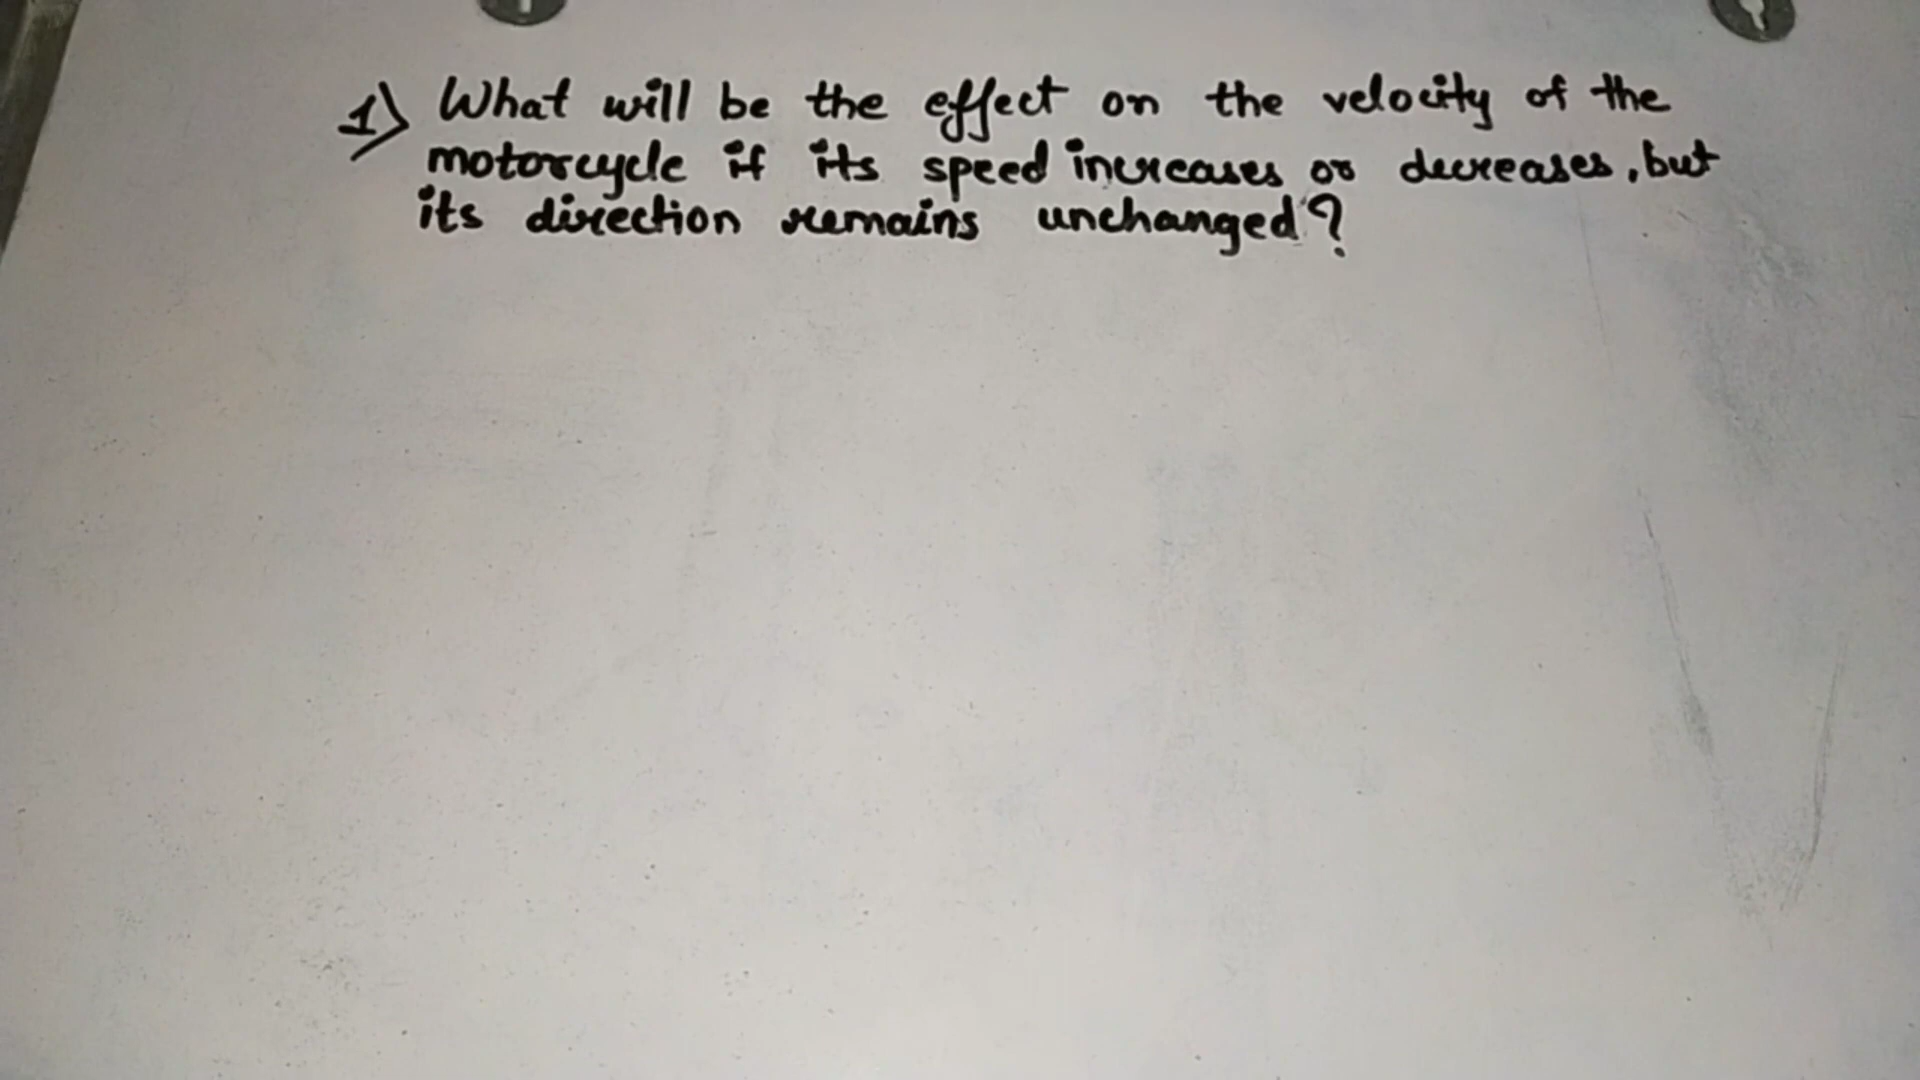 1) What will be the effect on the velocity of the
motorcycle if its speed increases or decreases, but
its direction remains unchanged?